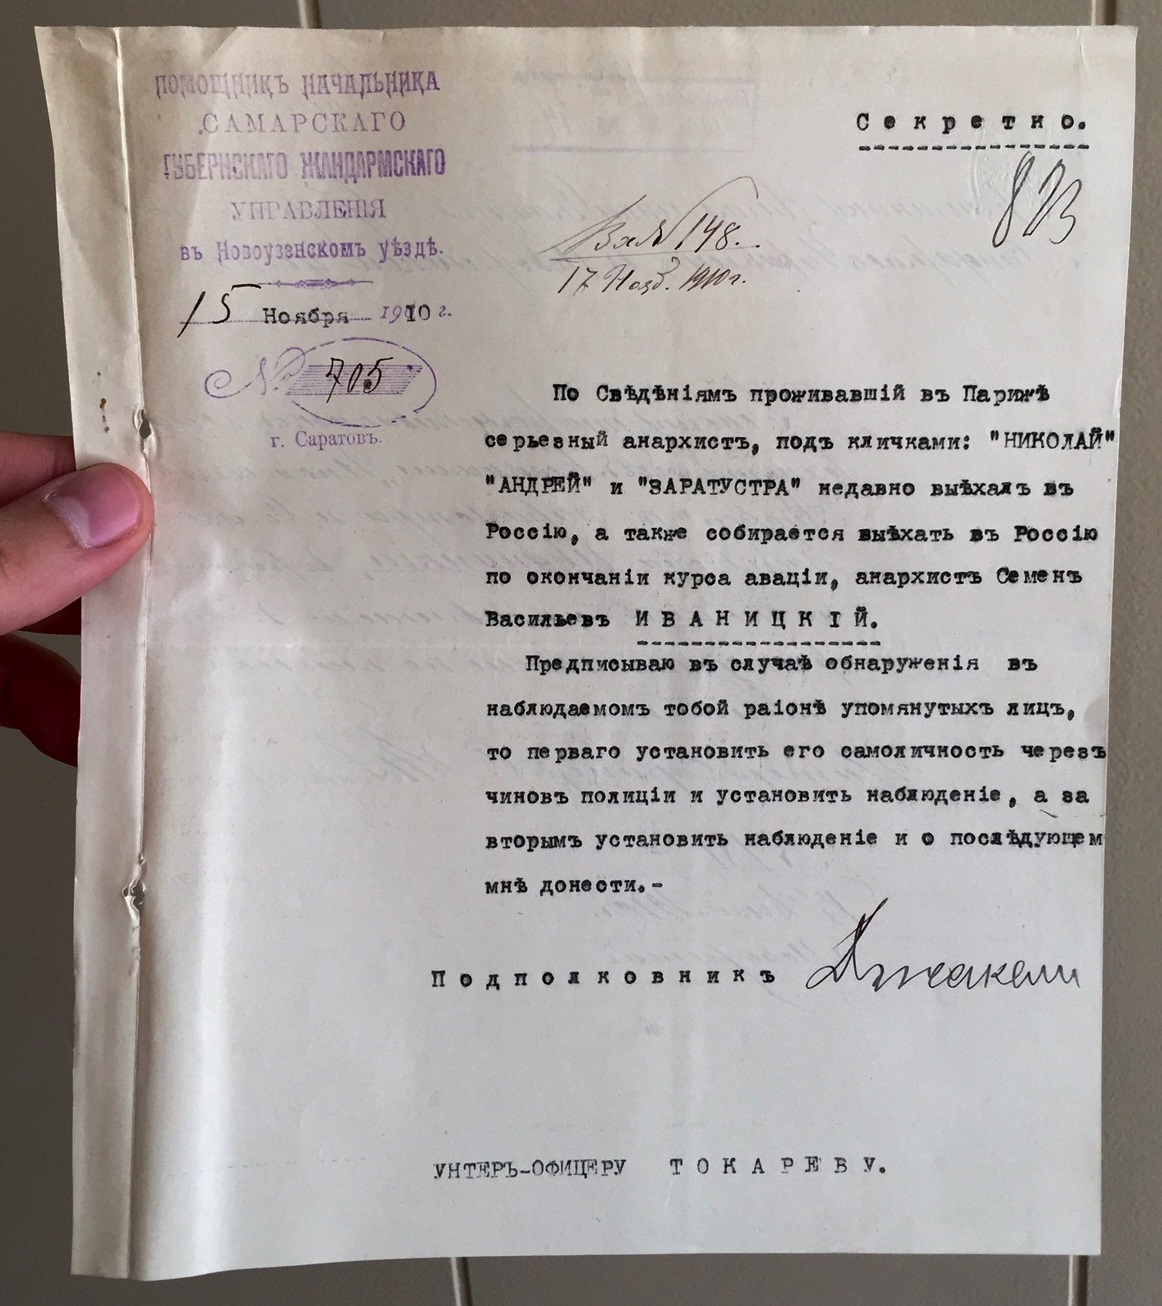 ПОМОЩНИКЪ НАЧАЛЬНИКА
САМАРСКАГО
ГУБЕРНСКАГО ЖАНДАРМСКАГО
УПРАВЛЕНІЯ
въ Новоузенскомъ уѣздѣ.
15 Ноября 1910 г.
№ 705
г. Саратовъ.
Секретно.
Вх № 148.
17 Нояб. 1910 г.
По Свѣдѣніямъ проживавшій въ Парижѣ
серьезный анархистъ, подъ кличками: "НИКОЛАЙ"
"АНДРЕЙ" и "ЗАРАТУСТРА" недавно выѣхалъ въ
Россію, а также собирается выѣхать въ Россію
по окончаніи курса аваціи, анархистъ Семенъ
Васильевъ ИВАНИЦКІЙ.
Предписываю въ случаѣ обнаруженія въ
наблюдаемомъ тобой раіонѣ упомянутыхъ лицъ,
то перваго установить его самоличность черезъ
чиновъ полиціи и установить наблюденіе, а за
вторымъ установить наблюденіе и о послѣдующем
мнѣ донести.-
Подполковникъ Джакели
УНТЕРЪ-ОФИЦЕРУ ТОКАРЕВУ.